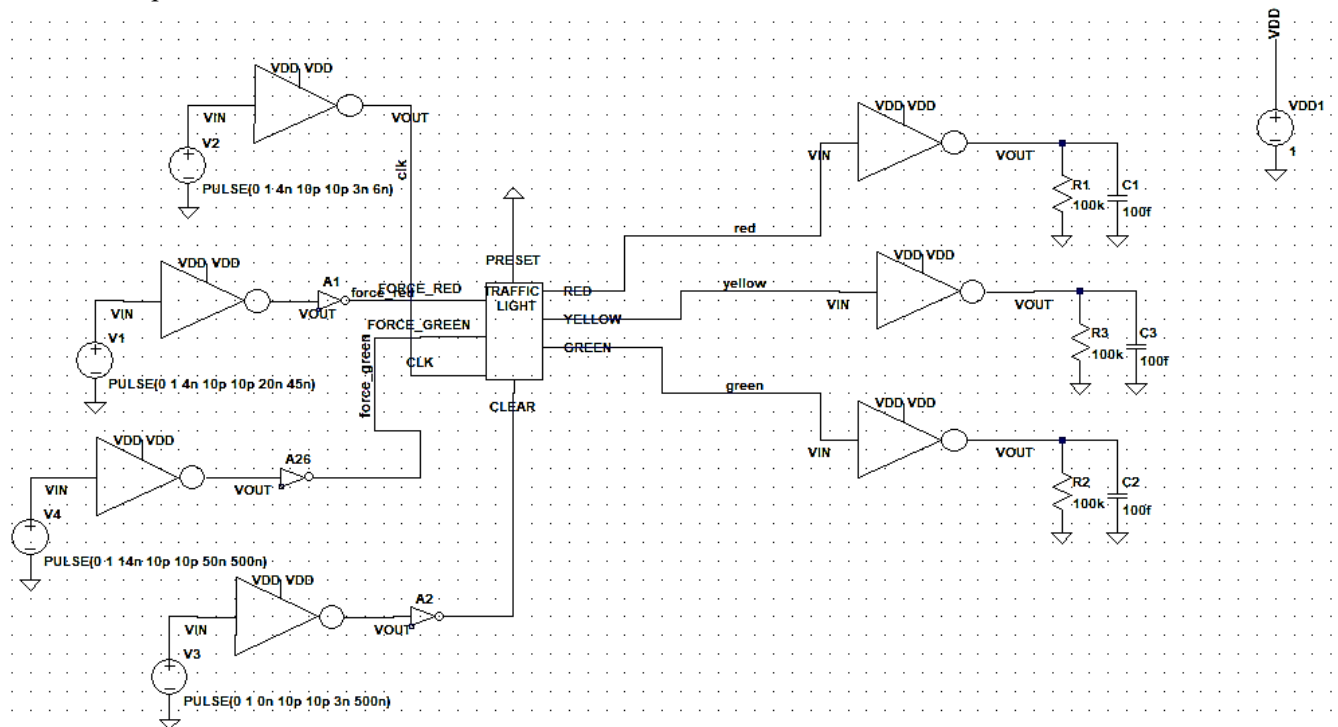 VDD VDD
VIN
VOUT
V2
PULSE(0 1 4n 10p 10p 3n 6n)
clk
VDD VDD
VIN
VOUT
V1
PULSE(0 1 4n 10p 10p 20n 45n)
A1
force_red
FORCE_RED
FORCE_GREEN
force_green
CLK
PRESET
TRAFFIC
LIGHT
RED
YELLOW
GREEN
CLEAR
VDD VDD
VIN
VOUT
V4
PULSE(0 1 14n 10p 10p 50n 500n)
A26
VDD VDD
VIN
VOUT
V3
PULSE(0 1 0n 10p 10p 3n 500n)
A2
red
yellow
green
VDD VDD
VIN
VOUT
R1
100k
C1
100f
VDD VDD
VIN
VOUT
R3
100k
C3
100f
VDD VDD
VIN
VOUT
R2
100k
C2
100f
VDD
VDD1
1